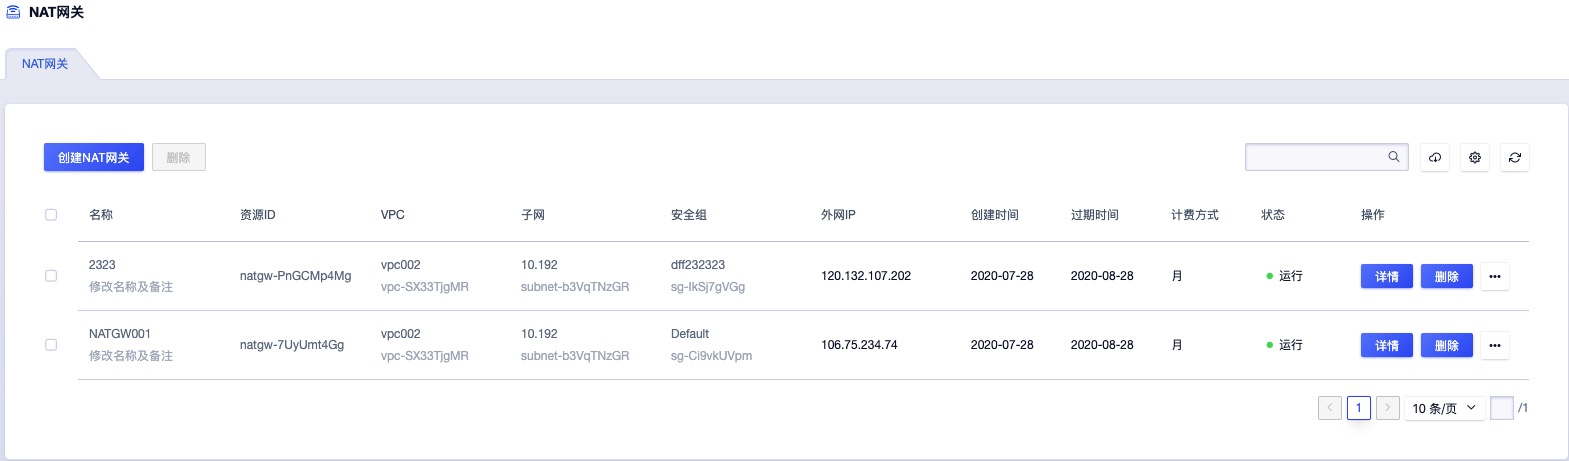 NAT网关
NAT网关
创建NAT网关 删除
名称 资源ID VPC 子网 安全组 外网IP 创建时间 过期时间 计费方式 状态 操作
2323 vpc002 10.192 dff232323
natgw-PnGCMp4Mg 120.132.107.202 2020-07-28 2020-08-28 月 运行 详情 删除 •••
修改名称及备注 vpc-SX33TjgMR subnet-b3VqTNzGR sg-IkSj7gVGg
NATGW001 vpc002 10.192 Default
natgw-7UyUmt4Gg 106.75.234.74 2020-07-28 2020-08-28 月 运行 详情 删除 •••
修改名称及备注 vpc-SX33TjgMR subnet-b3VqTNzGR sg-Ci9vkUVpm
1 10 条/页 /1